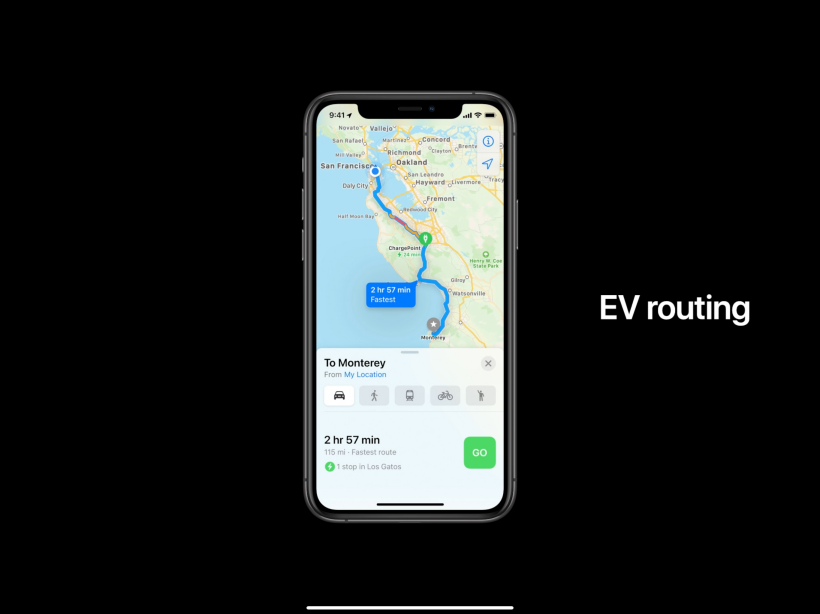 9:41
Novato
Vallejo
San Rafael
Martinez
Concord
Mill Valley
Richmond
Clayton
Brentw
Oakland
San Francisco
San Leandro
Daly City
Hayward
Livermore
Tracy
Fremont
Redwood City
Half Moon Bay
ChargePoint
24 min
Henry W. Coe
State Park
2 hr 57 min
Fastest
Gilroy
Watsonville
Monterey
EV routing
To Monterey
From My Location
2 hr 57 min
115 mi · Fastest route
GO
1 stop in Los Gatos